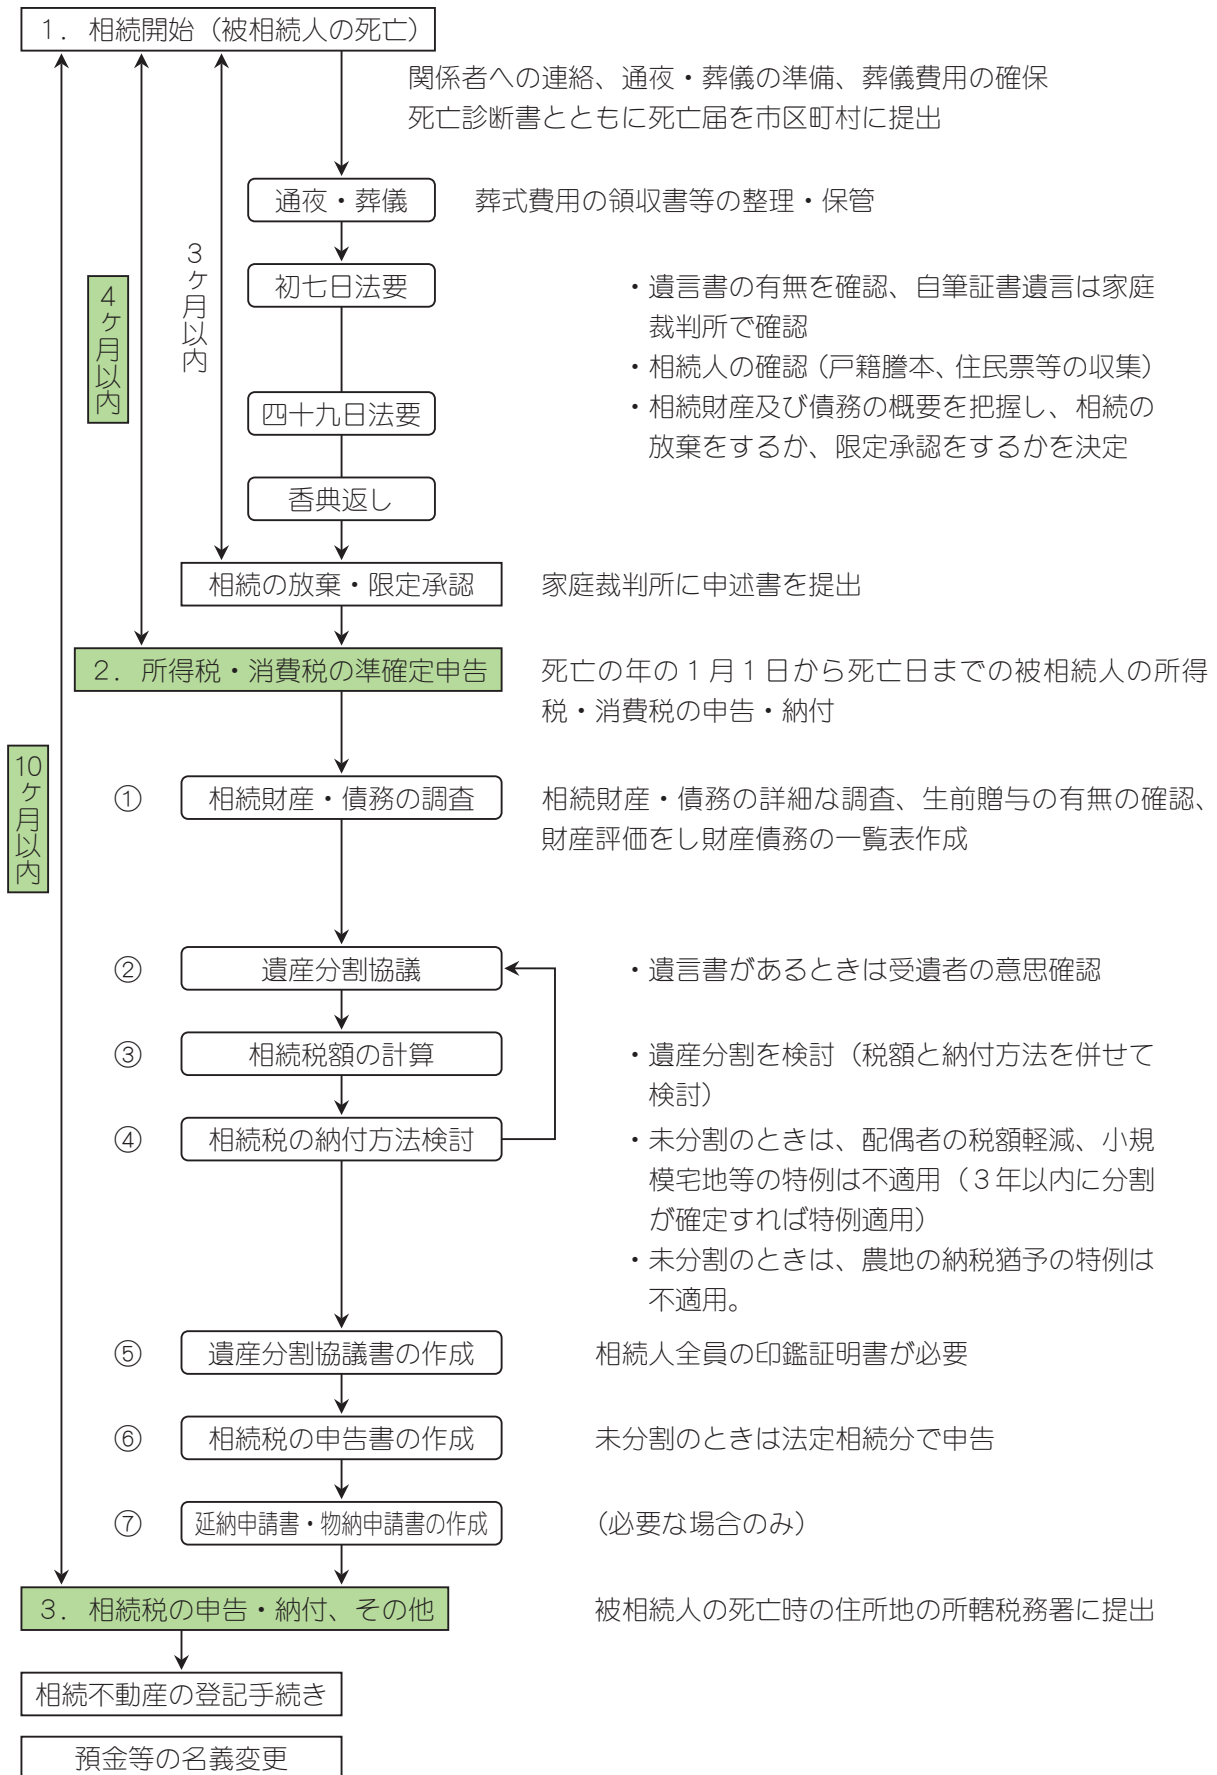 1．相続開始（被相続人の死亡）
関係者への連絡、通夜・葬儀の準備、葬儀費用の確保
死亡診断書とともに死亡届を市区町村に提出
通夜・葬儀
葬式費用の領収書等の整理・保管
3ヶ月以内
4ヶ月以内
初七日法要
・遺言書の有無を確認、自筆証書遺言は家庭
裁判所で確認
・相続人の確認（戸籍謄本、住民票等の収集）
四十九日法要
・相続財産及び債務の概要を把握し、相続の
放棄をするか、限定承認をするかを決定
香典返し
相続の放棄・限定承認
家庭裁判所に申述書を提出
2．所得税・消費税の準確定申告
死亡の年の1月1日から死亡日までの被相続人の所得
税・消費税の申告・納付
10ヶ月以内
① 相続財産・債務の調査
相続財産・債務の詳細な調査、生前贈与の有無の確認、
財産評価をし財産債務の一覧表作成
② 遺産分割協議
・遺言書があるときは受遺者の意思確認
③ 相続税額の計算
・遺産分割を検討（税額と納付方法を併せて
検討）
④ 相続税の納付方法検討
・未分割のときは、配偶者の税額軽減、小規
模宅地等の特例は不適用（3年以内に分割
が確定すれば特例適用）
・未分割のときは、農地の納税猶予の特例は
不適用。
⑤ 遺産分割協議書の作成
相続人全員の印鑑証明書が必要
⑥ 相続税の申告書の作成
未分割のときは法定相続分で申告
⑦ 延納申請書・物納申請書の作成
（必要な場合のみ）
3．相続税の申告・納付、その他
被相続人の死亡時の住所地の所轄税務署に提出
相続不動産の登記手続き
預金等の名義変更